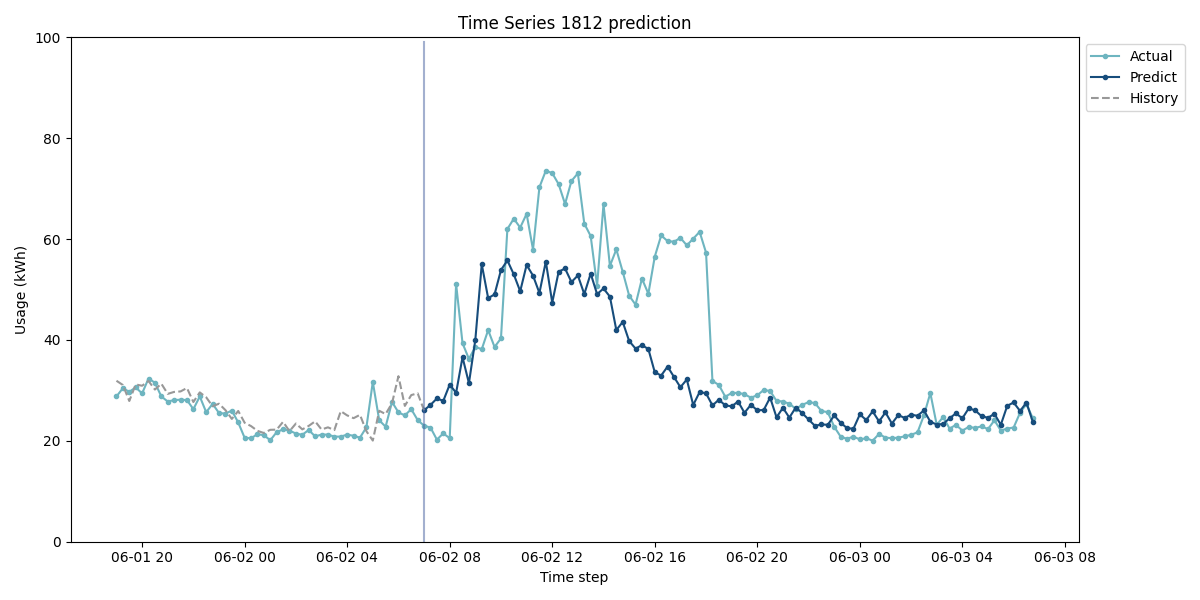 Time Series 1812 prediction
100
80
60
40
20
0
Usage (kWh)
06-01 20
06-02 00
06-02 04
06-02 08
06-02 12
06-02 16
06-02 20
06-03 00
06-03 04
06-03 08
Time step
Actual
Predict
History